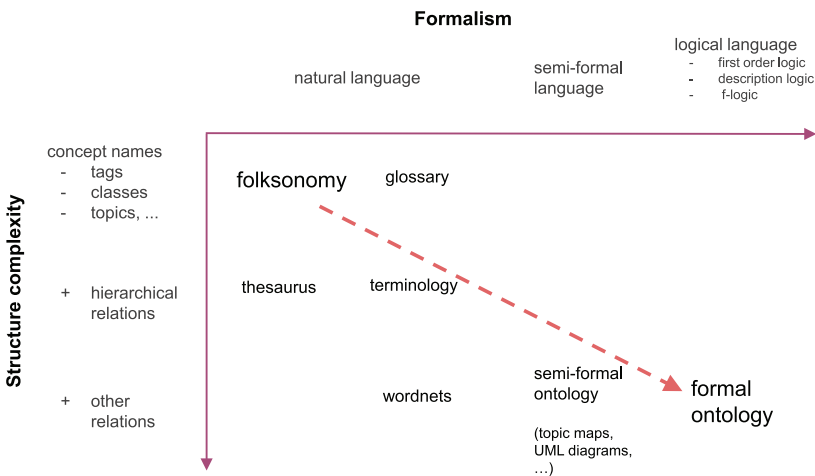 Formalism
natural language
semi-formal
language
logical language
- first order logic
- description logic
- f-logic
Structure complexity
concept names
- tags
- classes
- topics, ...
folksonomy
glossary
+ hierarchical
relations
thesaurus
terminology
+ other
relations
wordnets
semi-formal
ontology
(topic maps,
UML diagrams,
…)
formal
ontology